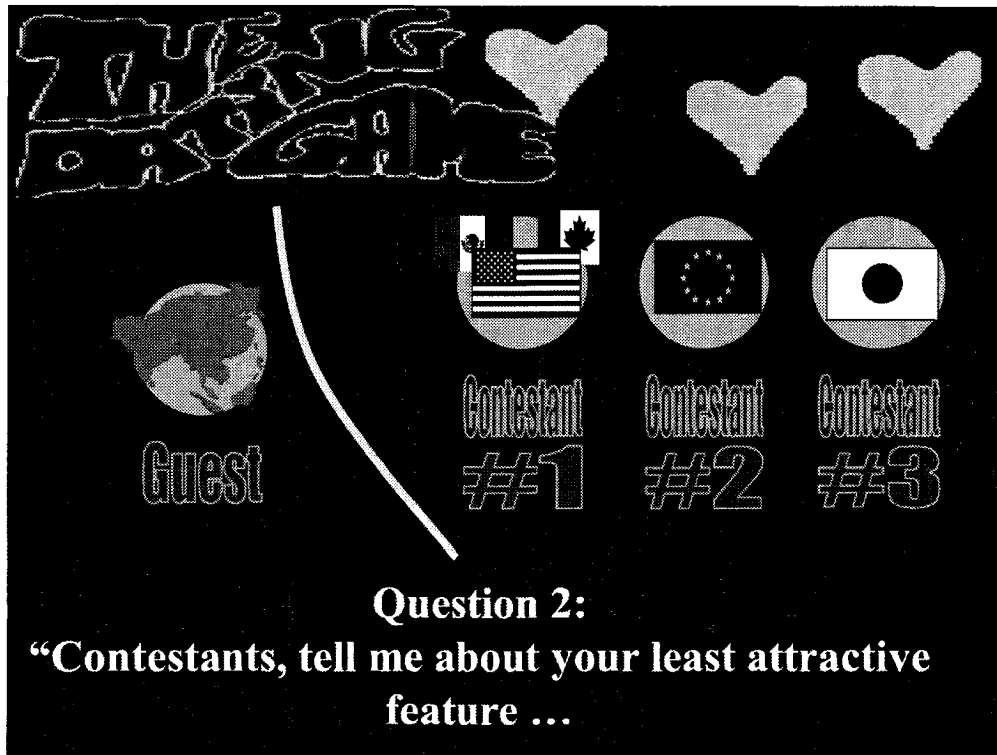 THE
DATING GAME
Guest
Contestant
#1
Contestant
#2
Contestant
#3
Question 2:
“Contestants, tell me about your least attractive
feature …